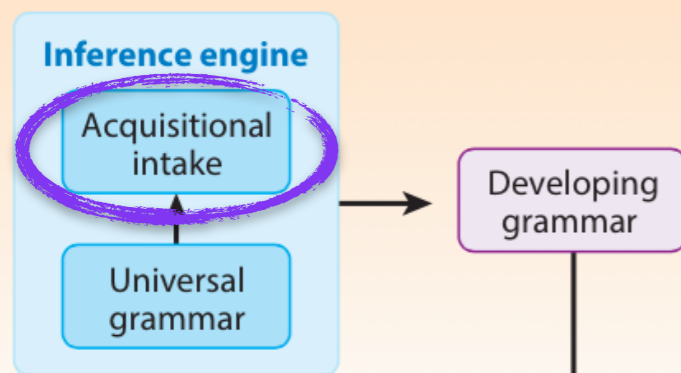 Inference engine
Acquisitional
intake
Developing
grammar
Universal
grammar